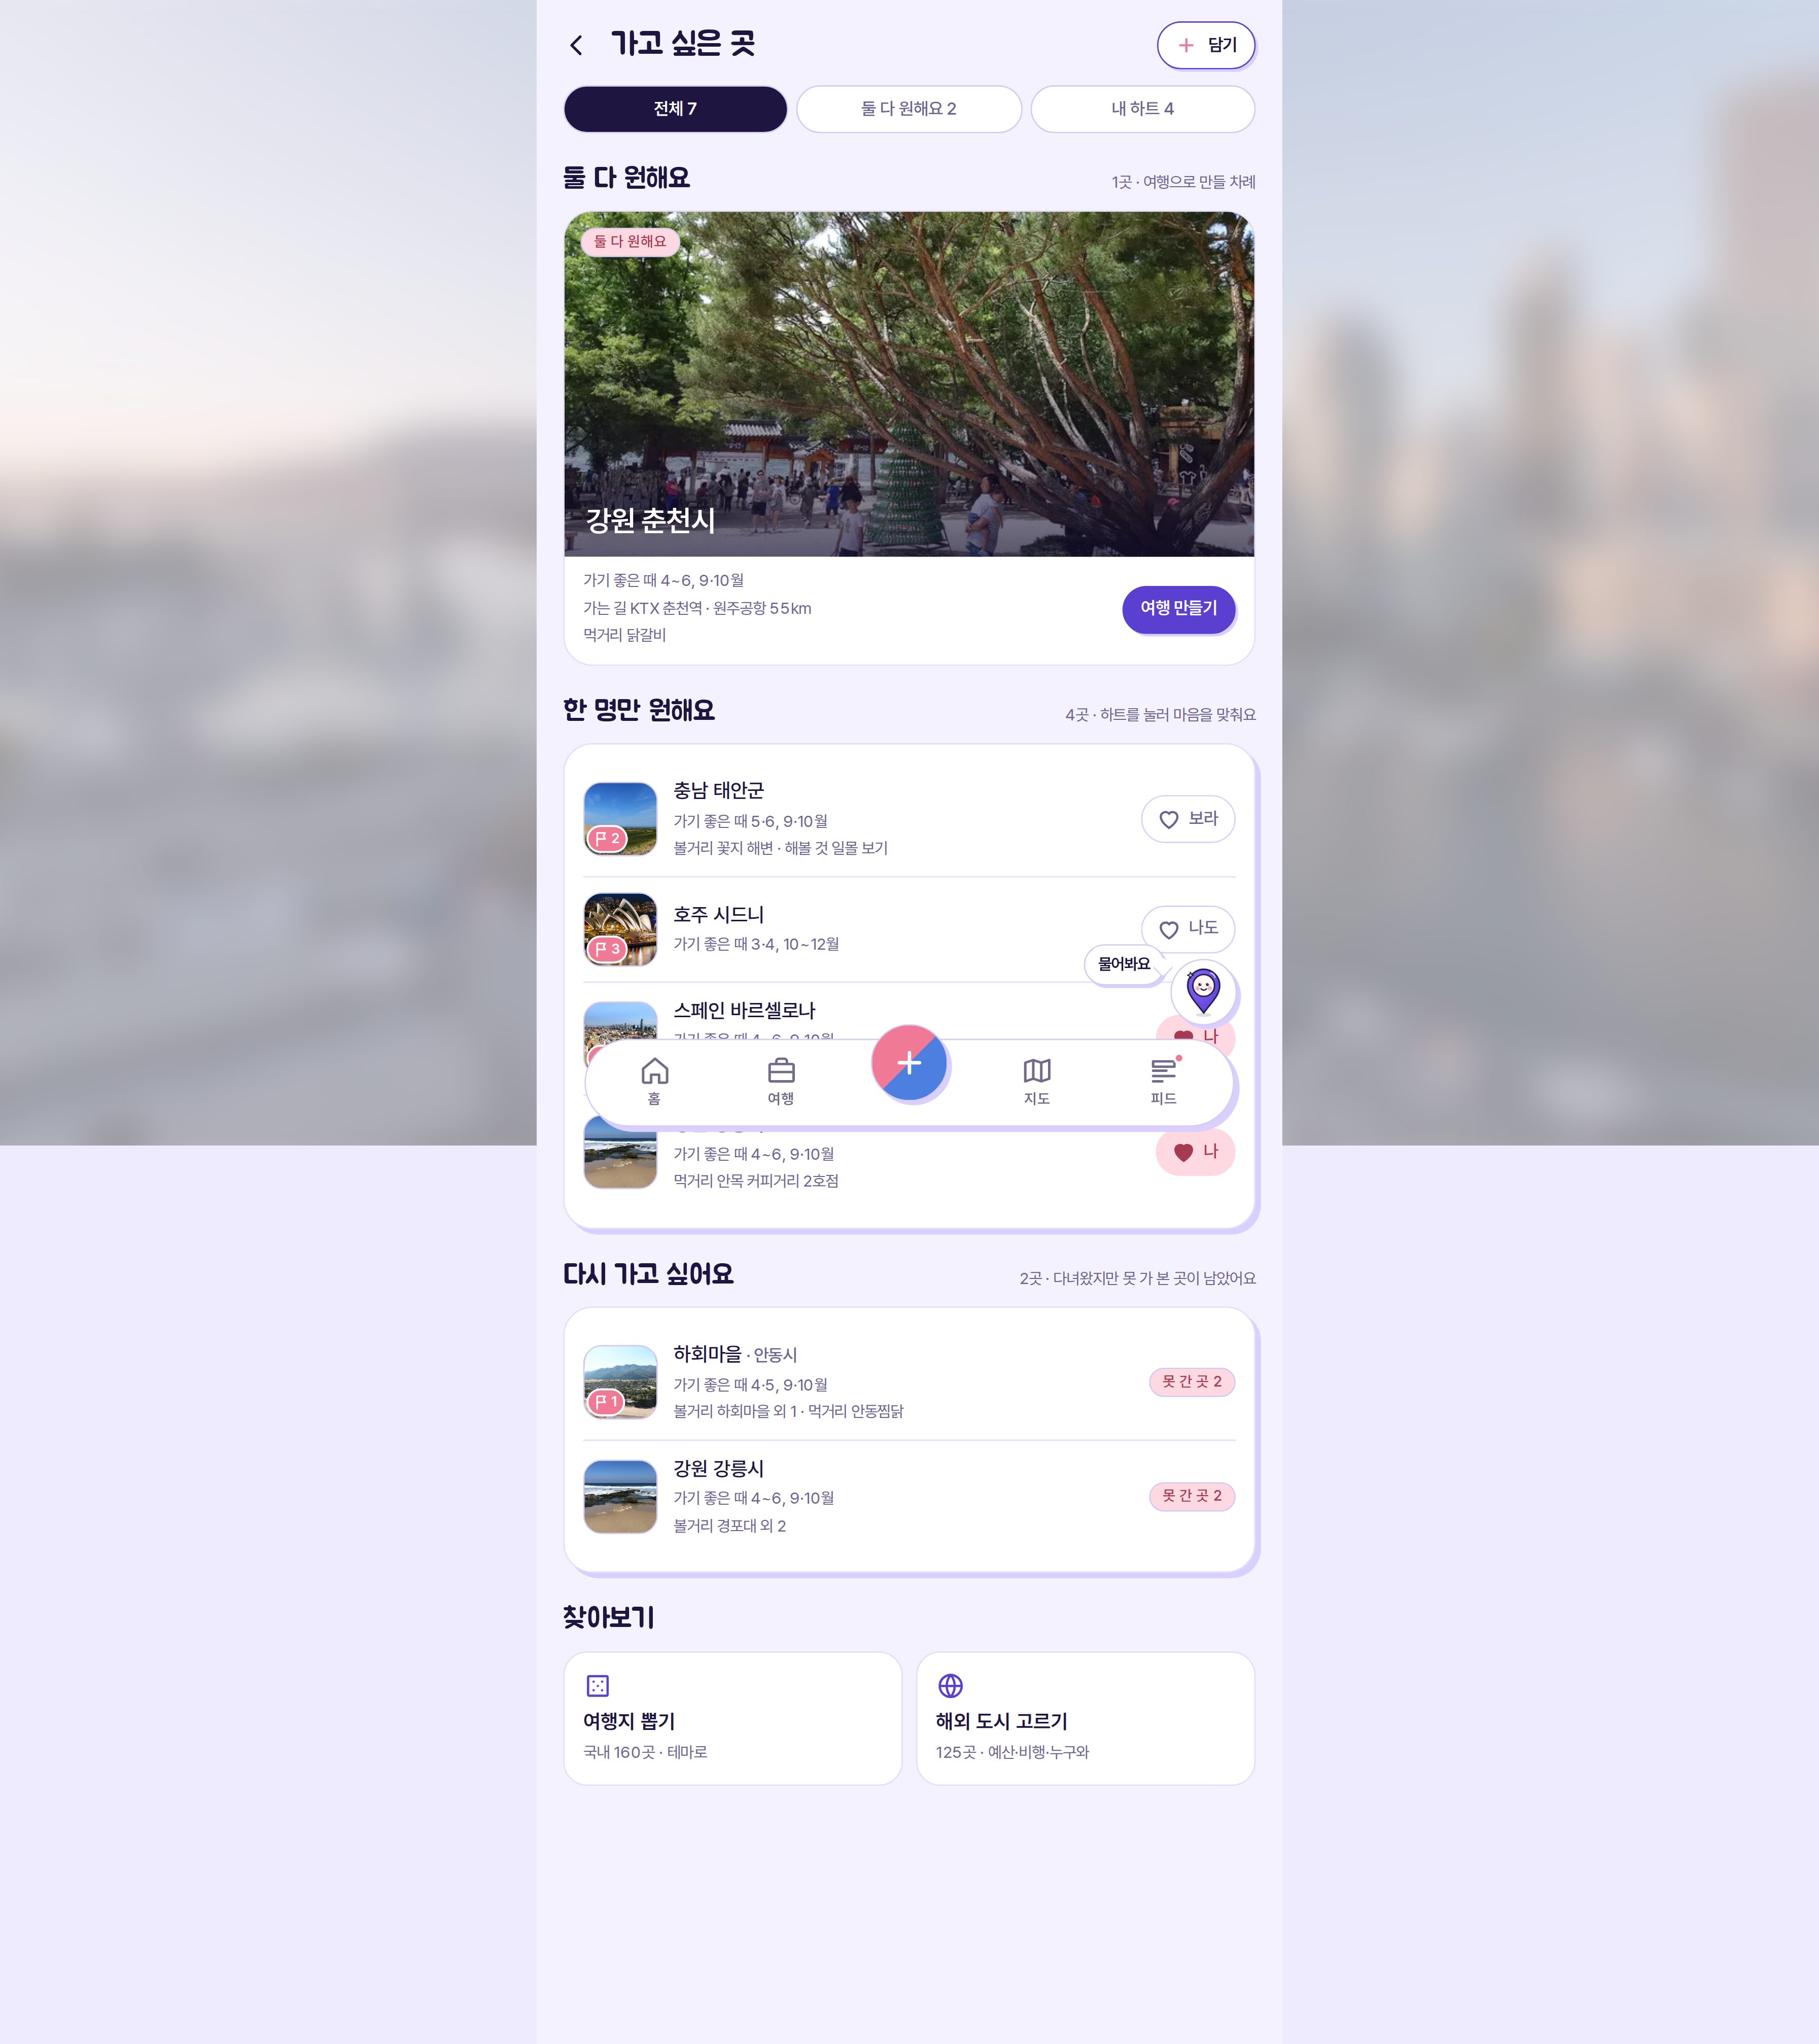 가고 싶은 곳
담기
전체 7
둘 다 원해요 2
내 하트 4
둘 다 원해요
1곳 · 여행으로 만들 차례
둘 다 원해요
강원 춘천시
가기 좋은 때 4~6, 9·10월
가는 길 KTX 춘천역 · 원주공항 55km
먹거리 닭갈비
여행 만들기
한 명만 원해요
4곳 · 하트를 눌러 마음을 맞춰요
충남 태안군
가기 좋은 때 5·6, 9·10월
볼거리 꽃지 해변 · 해볼 것 일몰 보기
2
보라
호주 시드니
가기 좋은 때 3·4, 10~12월
3
나도
물어봐요
스페인 바르셀로나
나
홈
여행
지도
피드
가기 좋은 때 4~6, 9·10월
먹거리 안목 커피거리 2호점
나
다시 가고 싶어요
2곳 · 다녀왔지만 못 가 본 곳이 남았어요
하회마을 · 안동시
가기 좋은 때 4·5, 9·10월
볼거리 하회마을 외 1 · 먹거리 안동찜닭
1
못 간 곳 2
강원 강릉시
가기 좋은 때 4~6, 9·10월
볼거리 경포대 외 2
못 간 곳 2
찾아보기
여행지 뽑기
국내 160곳 · 테마로
해외 도시 고르기
125곳 · 예산·비행·누구와